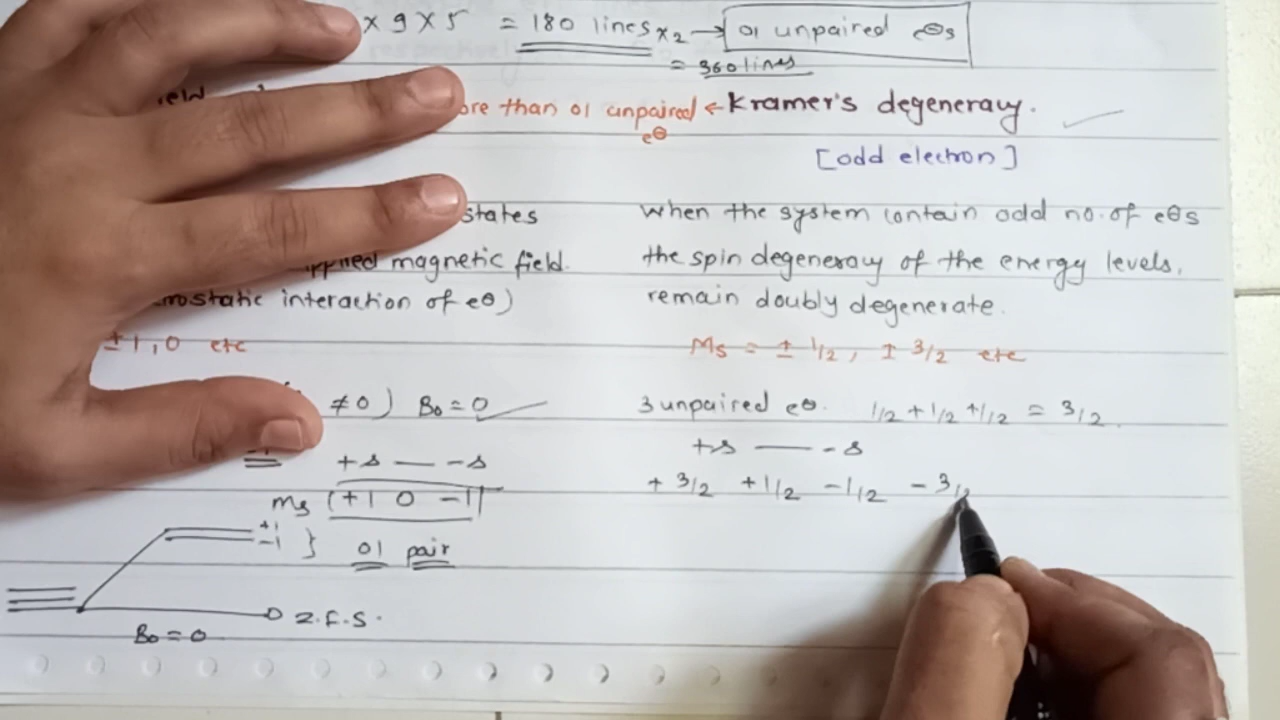 × 9 × 5 = 180 lines ×2 → 01 unpaired e⊖s
= 360 lines
ore than 01 unpaired e⊖ ← Kramer's degeneracy.
[odd electron]
states
applied magnetic field.
rostatic interaction of e⊖)
±1, 0 etc
≠0) B₀ = 0
+s — -s
ms (+1 0 -1)
+1
-1 } 01 pair
0 Z.F.S.
B₀ = 0
When the system contain odd no. of e⊖s
the spin degeneracy of the energy levels,
remain doubly degenerate.
Ms = ± 1/2, ± 3/2 etc
3 unpaired e⊖. 1/2 + 1/2 + 1/2 = 3/2
+s — -s
+ 3/2 + 1/2 - 1/2 - 3/2